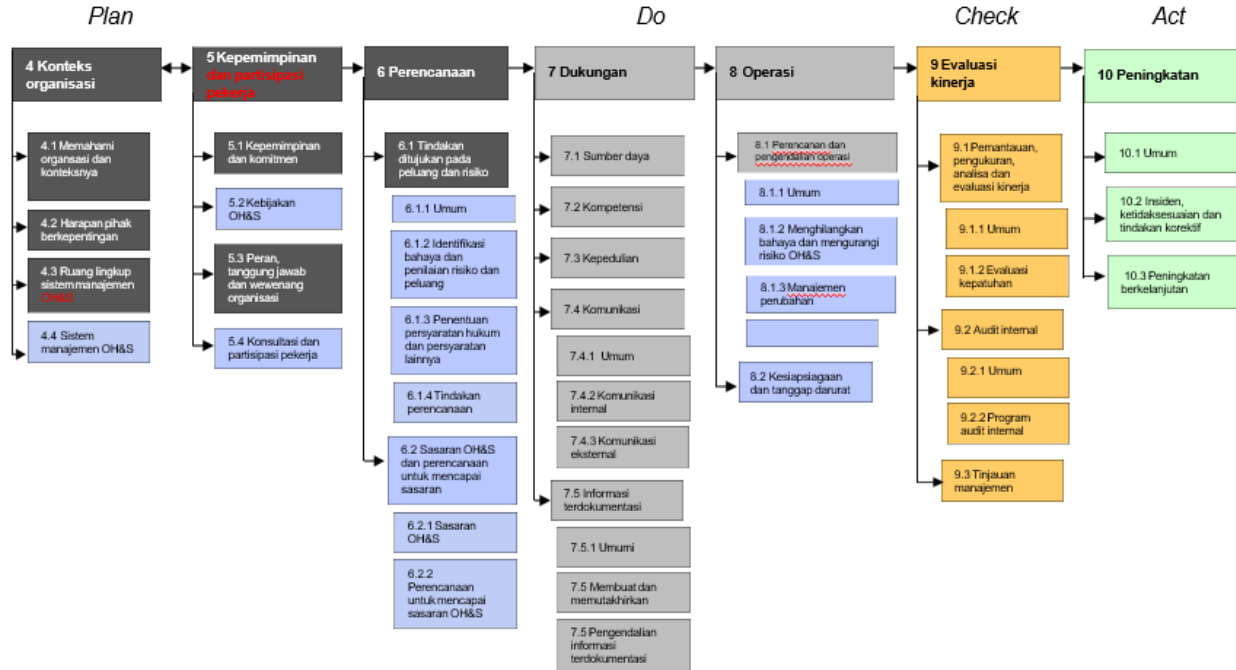 Plan
Do
Check
Act
4 Konteks
organisasi
5 Kepemimpinan
dan partisipasi
pekerja
6 Perencanaan
7 Dukungan
8 Operasi
9 Evaluasi
kinerja
10 Peningkatan
4.1 Memahami
organsasi dan
konteksnya
4.2 Harapan pihak
berkepentingan
4.3 Ruang lingkup
sistem manajemen
OH&S
4.4 Sistem
manajemen OH&S
5.1 Kepemimpinan
dan komitmen
5.2 Kebijakan
OH&S
5.3 Peran,
tanggung jawab
dan wewenang
organisasi
5.4 Konsultasi dan
partisipasi pekerja
6.1 Tindakan
ditujukan pada
peluang dan risiko
6.1.1 Umum
6.1.2 Identifikasi
bahaya dan
penilaian risiko dan
peluang
6.1.3 Penentuan
persyaratan hukum
dan persyaratan
lainnya
6.1.4 Tindakan
perencanaan
6.2 Sasaran OH&S
dan perencanaan
untuk mencapai
sasaran
6.2.1 Sasaran
OH&S
6.2.2
Perencanaan
untuk mencapai
sasaran OH&S
7.1 Sumber daya
7.2 Kompetensi
7.3 Kepedulian
7.4 Komunikasi
7.4.1 Umum
7.4.2 Komunikasi
internal
7.4.3 Komunikasi
eksternal
7.5 Informasi
terdokumentasi
7.5.1 Umumi
7.5 Membuat dan
memutakhirkan
7.5 Pengendalian
informasi
terdokumentasi
8.1 Perencanan dan
pengendalian operasi
8.1.1 Umum
8.1.2 Menghilangkan
bahaya dan mengurangi
risiko OH&S
8.1.3 Manajemen
perubahan
8.2 Kesiapsiagaan
dan tanggap darurat
9.1 Pemantauan,
pengukuran,
analisa dan
evaluasi kinerja
9.1.1 Umum
9.1.2 Evaluasi
kepatuhan
9.2 Audit internal
9.2.1 Umum
9.2.2 Program
audit internal
9.3 Tinjauan
manajemen
10.1 Umum
10.2 Insiden,
ketidaksesuaian dan
tindakan korektif
10.3 Peningkatan
berkelanjutan